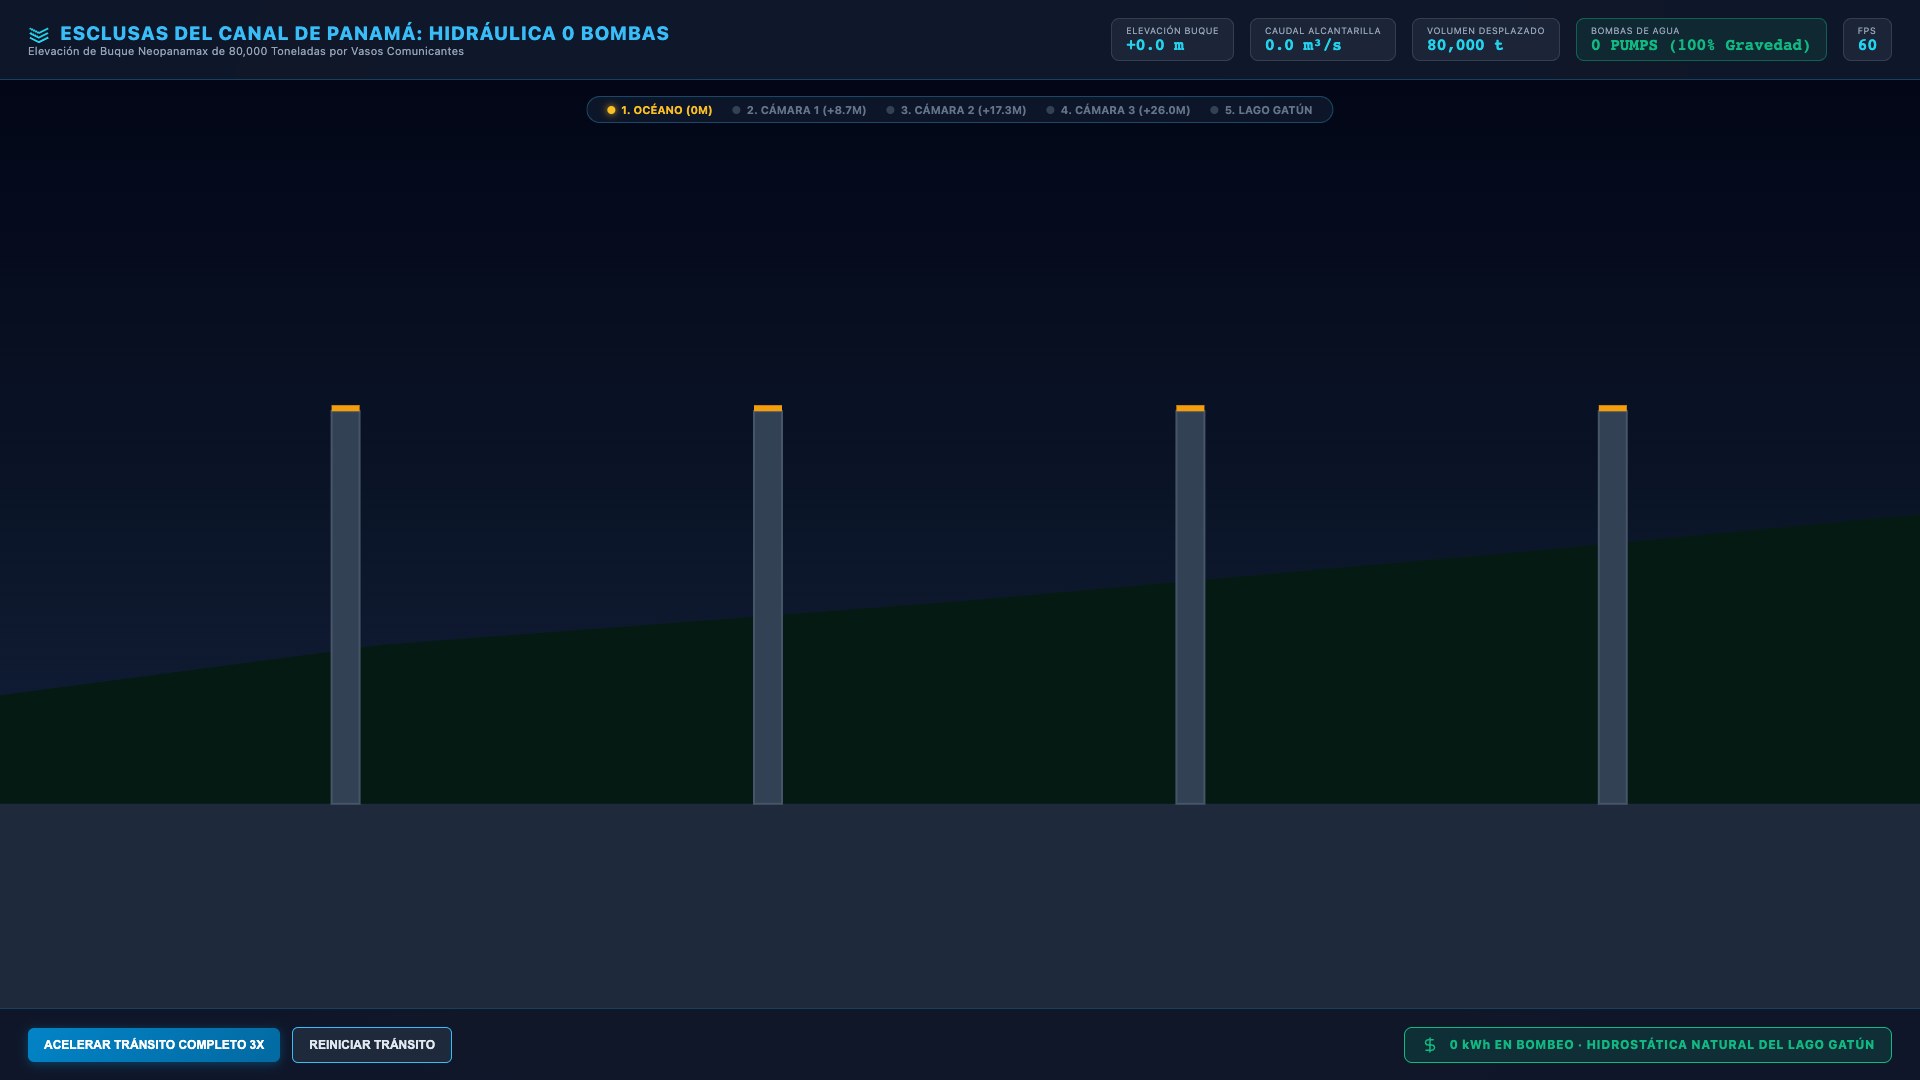 ESCLUSAS DEL CANAL DE PANAMÁ: HIDRÁULICA 0 BOMBAS
Elevación de Buque Neopanamax de 80,000 Toneladas por Vasos Comunicantes
ELEVACIÓN BUQUE
+0.0 m
CAUDAL ALCANTARILLA
0.0 m³/s
VOLUMEN DESPLAZADO
80,000 t
BOMBAS DE AGUA
0 PUMPS (100% Gravedad)
FPS
60
1. OCÉANO (0M)
2. CÁMARA 1 (+8.7M)
3. CÁMARA 2 (+17.3M)
4. CÁMARA 3 (+26.0M)
5. LAGO GATÚN
ACELERAR TRÁNSITO COMPLETO 3X
REINICIAR TRÁNSITO
0 kWh EN BOMBEO · HIDROSTÁTICA NATURAL DEL LAGO GATÚN